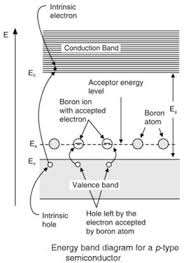 Intrinsic
electron
E
Conduction Band
Ec
Acceptor energy
level
Boron ion
with accepted
electron
Boron
atom
Eg
EA
Ev
Valence band
Intrinsic
hole
Hole left by the
electron accepted
by boron atom
Energy band diagram for a p-type
semiconductor